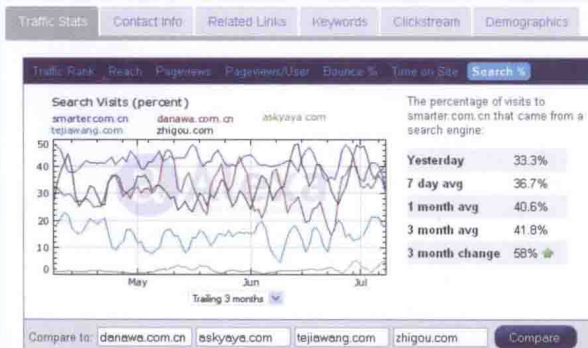 Traffic Stats Contact Info Related Links Keywords Clickstream Demographics
Traffic Rank Reach Pageviews Pageviews/User Bounce % Time on Site Search %
Search Visits (percent)
smarter.com.cn danawa.com.cn askyaya.com
tejiawang.com zhigou.com
50
40
30
20
10
0
May Jun Jul
Trailing 3 months
The percentage of visits to
smarter.com.cn that came from a
search engine:
Yesterday 33.3%
7 day avg 36.7%
1 month avg 40.6%
3 month avg 41.8%
3 month change 58%
Compare to: danawa.com.cn askyaya.com tejiawang.com zhigou.com Compare